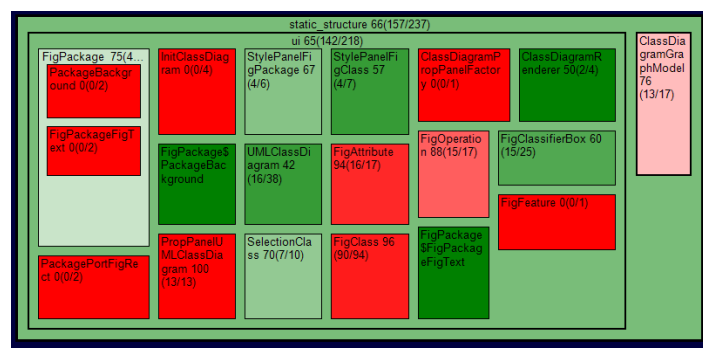 static_structure 66(157/237)
ui 65(142/218)
FigPackage 75(4...
PackageBackgr
ound 0(0/2)
FigPackageFigT
ext 0(0/2)
PackagePortFigRe
ct 0(0/2)
InitClassDiag
ram 0(0/4)
FigPackage$
PackageBac
kground
PropPanelU
MLClassDia
gram 100
(13/13)
StylePanelFi
gPackage 67
(4/6)
UMLClassDi
agram 42
(16/38)
SelectionCla
ss 70(7/10)
StylePanelFi
gClass 57
(4/7)
FigAttribute
94(16/17)
FigClass 96
(90/94)
ClassDiagramP
ropPanelFactor
y 0(0/1)
FigOperatio
n 88(15/17)
FigPackage
$FigPackag
eFigText
ClassDiagramR
enderer 50(2/4)
FigClassifierBox 60
(15/25)
FigFeature 0(0/1)
ClassDia
gramGra
phModel
76
(13/17)